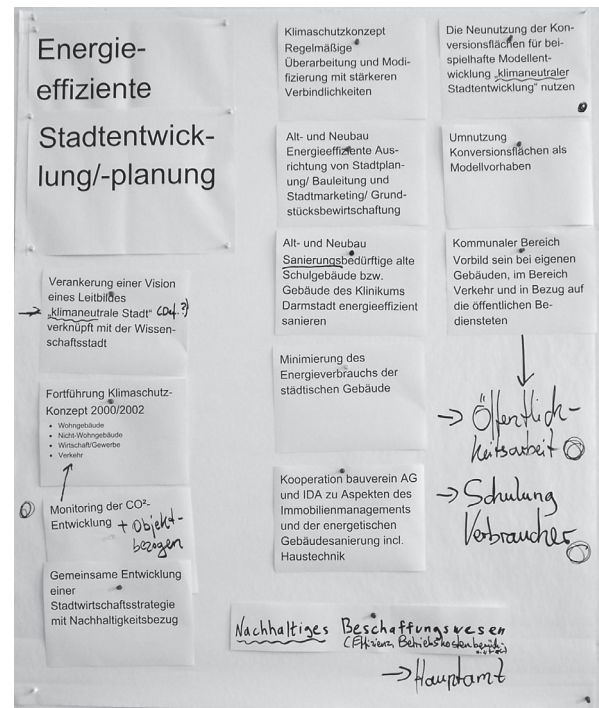 Energie-
effiziente
Stadtentwick-
lung/-planung
Verankerung einer Vision
eines Leitbildes
→ „klimaneutrale Stadt" (Def.?)
verknüpft mit der Wissen-
schaftsstadt
Fortführung Klimaschutz-
Konzept 2000/2002
• Wohngebäude
• Nicht-Wohngebäude
• Wirtschaft/Gewerbe
• Verkehr
Monitoring der CO²-
Entwicklung + Objekt-
bezogen
Gemeinsame Entwicklung
einer
Stadtwirtschaftsstrategie
mit Nachhaltigkeitsbezug
Klimaschutzkonzept
Regelmäßige
Überarbeitung und Modi-
fizierung mit stärkeren
Verbindlichkeiten
Alt- und Neubau
Energieeffiziente Aus-
richtung von Stadtplan-
ung/ Bauleitung und
Stadtmarketing/ Grund-
stücksbewirtschaftung
Alt- und Neubau
Sanierungsbedürftige alte
Schulgebäude bzw.
Gebäude des Klinikums
Darmstadt energieeffizient
sanieren
Minimierung des
Energieverbrauchs der
städtischen Gebäude
Kooperation bauverein AG
und IDA zu Aspekten des
Immobilienmanagements
und der energetischen
Gebäudesanierung incl.
Haustechnik
Die Neunutzung der Kon-
versionsflächen für bei-
spielhafte Modellent-
wicklung „klimaneutraler
Stadtentwicklung" nutzen
Umnutzung
Konversionsflächen als
Modellvorhaben
Kommunaler Bereich
Vorbild sein bei eigenen
Gebäuden, im Bereich
Verkehr und in Bezug auf
die öffentlichen Be-
diensteten
→ Öffentlich-
keitsarbeit
→ Schulung
Verbraucher
Nachhaltiges Beschaffungswesen
(Effizienz, Betriebskosten
→ Hauptamt